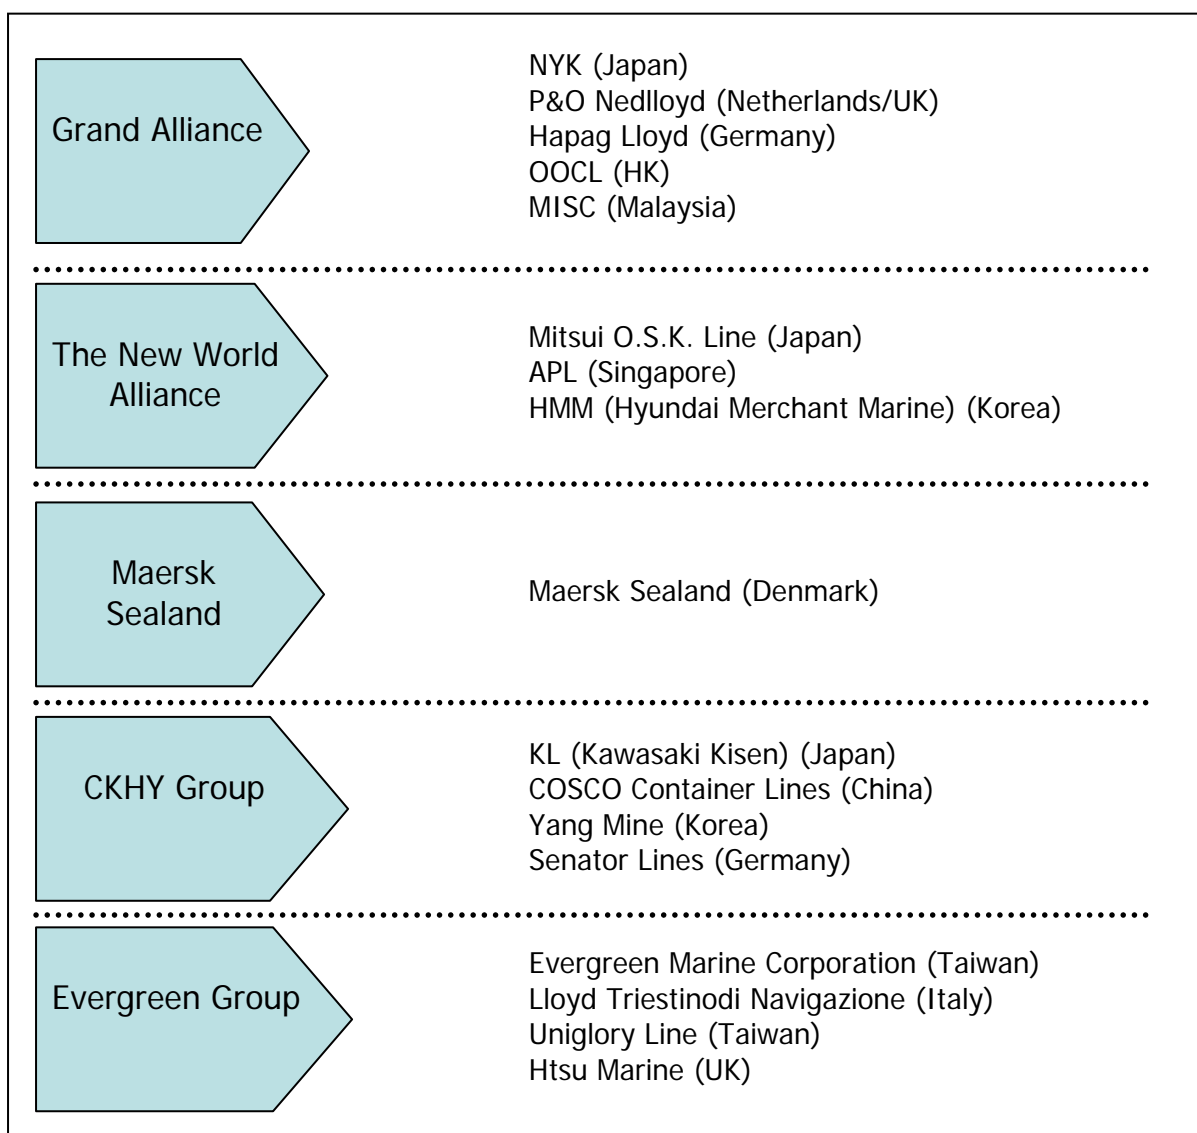 Grand Alliance
NYK (Japan)
P&O Nedlloyd (Netherlands/UK)
Hapag Lloyd (Germany)
OOCL (HK)
MISC (Malaysia)
The New World
Alliance
Mitsui O.S.K. Line (Japan)
APL (Singapore)
HMM (Hyundai Merchant Marine) (Korea)
Maersk
Sealand
Maersk Sealand (Denmark)
CKHY Group
KL (Kawasaki Kisen) (Japan)
COSCO Container Lines (China)
Yang Mine (Korea)
Senator Lines (Germany)
Evergreen Group
Evergreen Marine Corporation (Taiwan)
Lloyd Triestinodi Navigazione (Italy)
Uniglory Line (Taiwan)
Htsu Marine (UK)